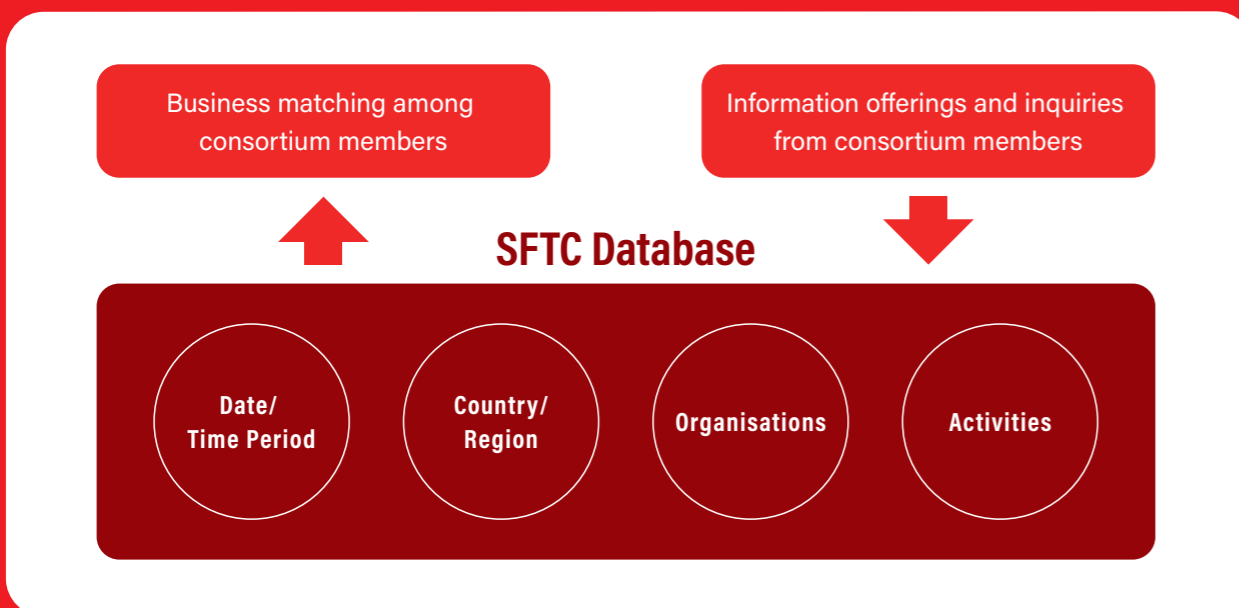 Business matching among
consortium members
Information offerings and inquiries
from consortium members
SFTC Database
Date/
Time Period
Country/
Region
Organisations
Activities